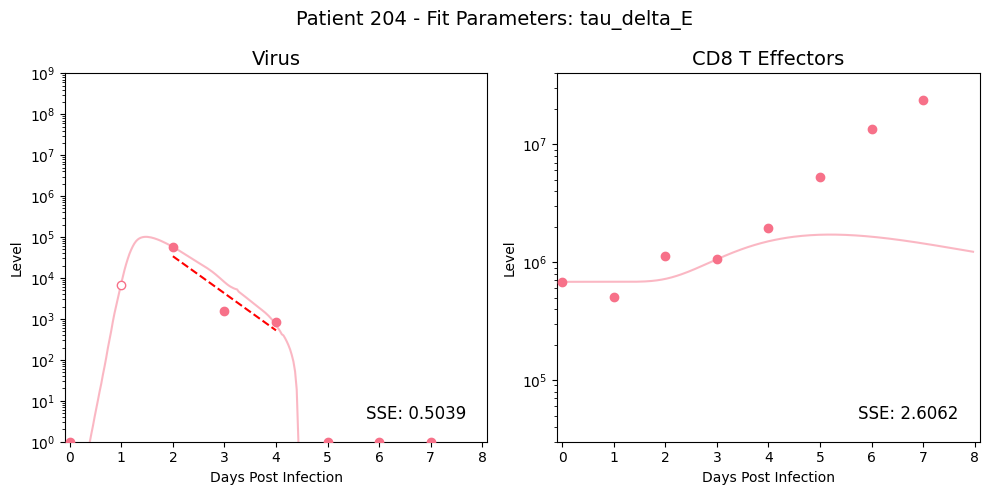 Patient 204 - Fit Parameters: tau_delta_E
Virus
CD8 T Effectors
Level
10^9
10^8
10^7
10^6
10^5
10^4
10^3
10^2
10^1
10^0
SSE: 0.5039
0 1 2 3 4 5 6 7 8
Days Post Infection
Level
10^7
10^6
10^5
SSE: 2.6062
0 1 2 3 4 5 6 7 8
Days Post Infection